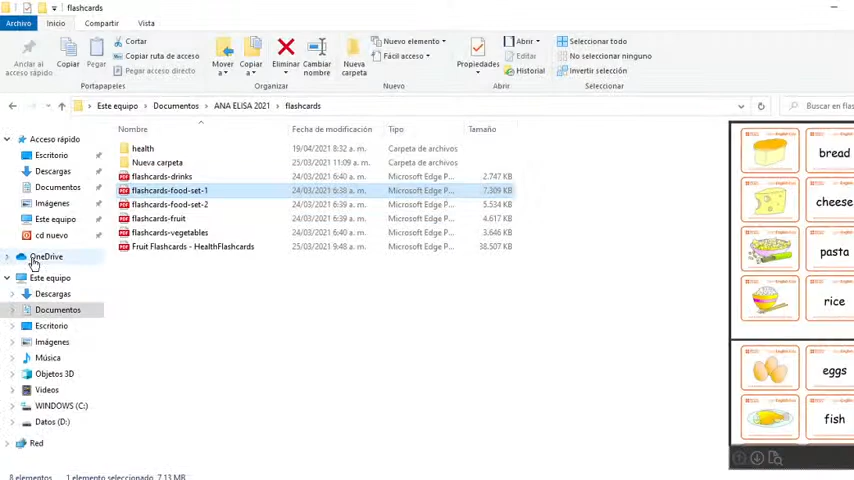 flashcards
Archivo Inicio Compartir Vista
Anclar al acceso rápido
Copiar
Pegar
Cortar
Copiar ruta de acceso
Pegar acceso directo
Portapapeles
Mover a
Copiar a
Eliminar
Cambiar nombre
Organizar
Nueva carpeta
Nuevo elemento
Fácil acceso
Nuevo
Propiedades
Abrir
Editar
Historial
Abrir
Seleccionar todo
No seleccionar ninguno
Invertir selección
Seleccionar
Este equipo > Documentos > ANA ELISA 2021 > flashcards
Buscar en flas
Nombre Fecha de modificación Tipo Tamaño
health 19/04/2021 8:32 a. m. Carpeta de archivos
Nueva carpeta 25/03/2021 11:09 a. m. Carpeta de archivos
flashcards-drinks 24/03/2021 6:40 a. m. Microsoft Edge P... 2.747 KB
flashcards-food-set-1 24/03/2021 6:38 a. m. Microsoft Edge P... 7.309 KB
flashcards-food-set-2 24/03/2021 6:39 a. m. Microsoft Edge P... 5.534 KB
flashcards-fruit 24/03/2021 6:39 a. m. Microsoft Edge P... 4.617 KB
flashcards-vegetables 24/03/2021 6:39 a. m. Microsoft Edge P... 3.646 KB
Fruit Flashcards - HealthFlashcards 25/03/2021 9:48 a. m. Microsoft Edge P... 38.507 KB
Acceso rápido
Escritorio
Descargas
Documentos
Imágenes
Este equipo
cd nuevo
OneDrive
Este equipo
Descargas
Documentos
Escritorio
Imágenes
Música
Objetos 3D
Videos
WINDOWS (C:)
Datos (D:)
Red
bread
cheese
pasta
rice
eggs
fish
8 elementos 1 elemento seleccionado 7,13 MB